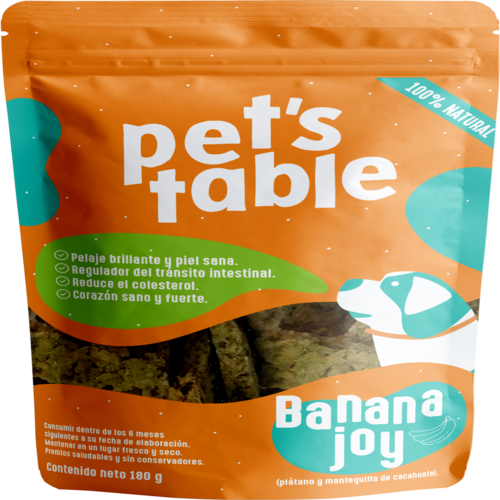 pet's
table
100% NATURAL
Pelaje brillante y piel sana.
Regulador del tránsito intestinal.
Reduce el colesterol.
Corazón sano y fuerte.
Banana
joy
(plátano y mantequilla de cacahuate).
Consumir dentro de los 6 meses
siguientes a su fecha de elaboración.
Mantener en un lugar fresco y seco.
Premios saludables y sin conservadores.
Contenido neto 180 g